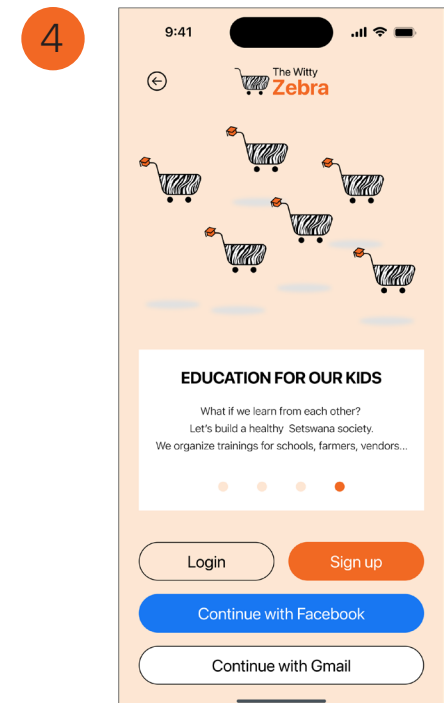 4
9:41
The Witty
Zebra
EDUCATION FOR OUR KIDS
What if we learn from each other?
Let's build a healthy Setswana society.
We organize trainings for schools, farmers, vendors...
Login
Sign up
Continue with Facebook
Continue with Gmail